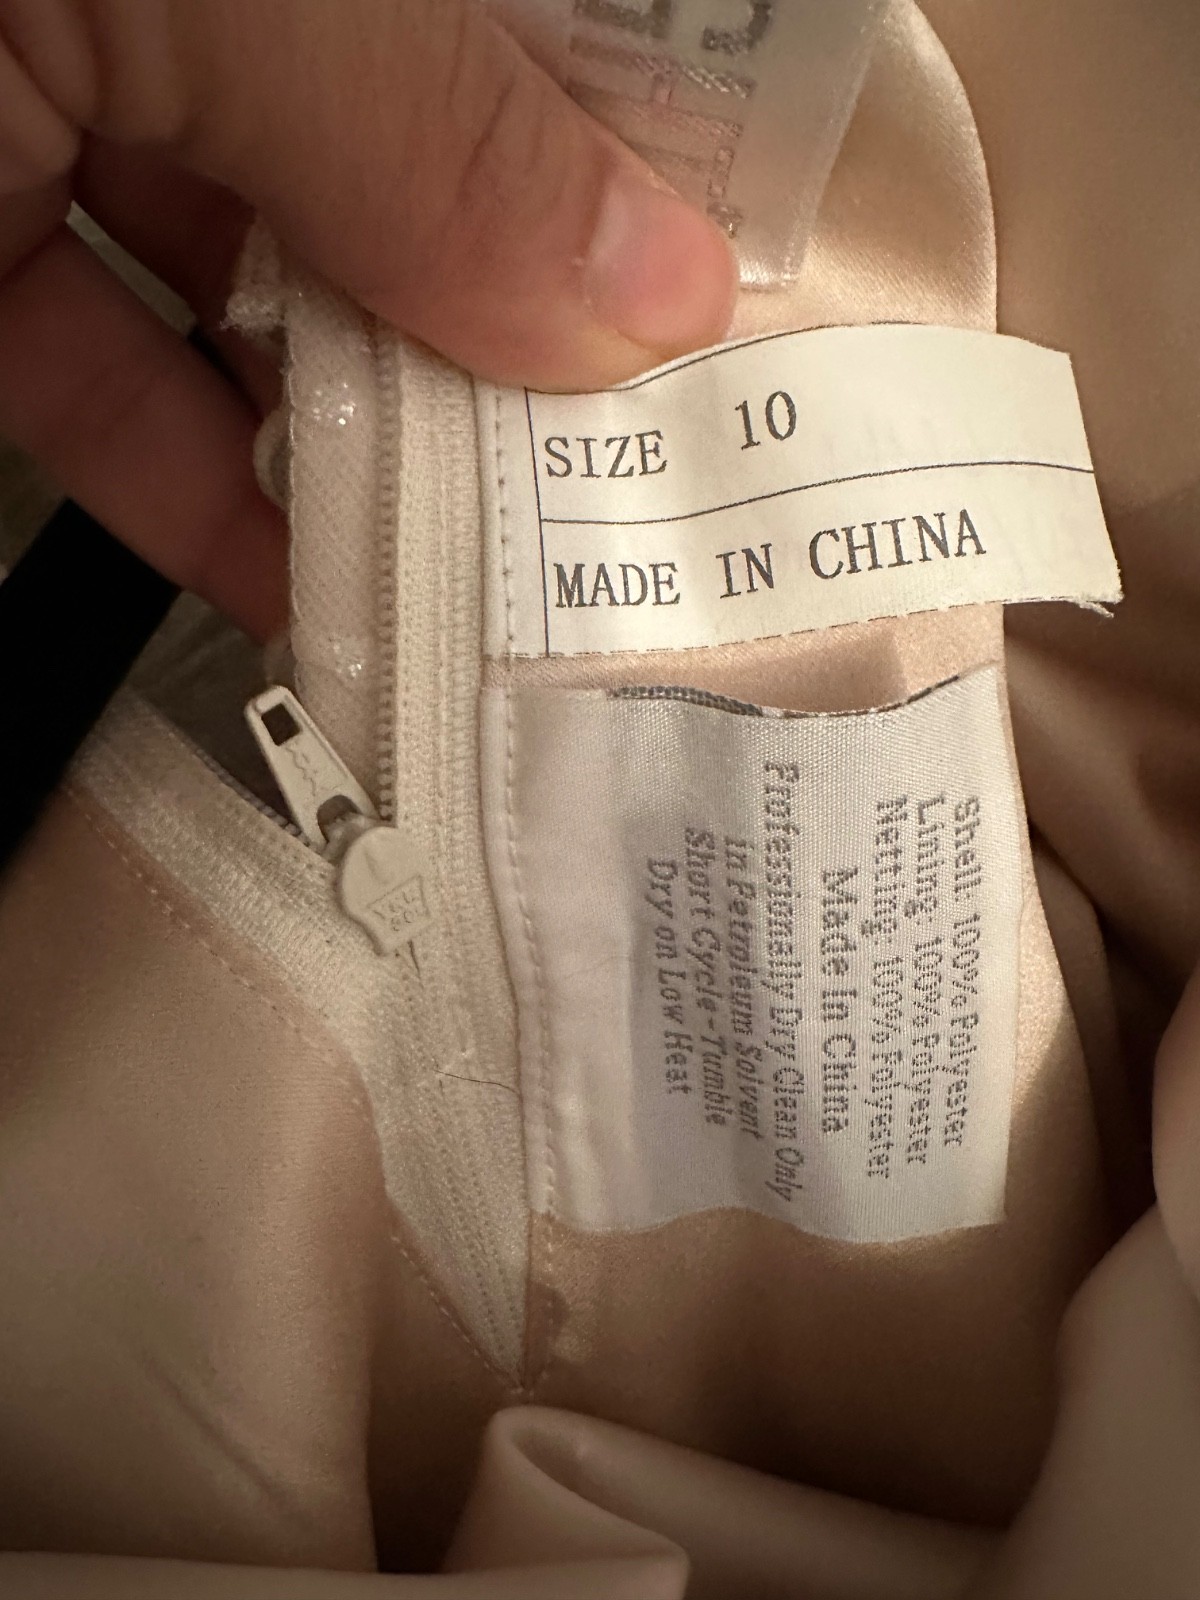 SIZE 10
MADE IN CHINA
Shell: 100% Polyester
Lining: 100% Polyester
Netting: 100% Polyester
Made In China
Professionally Dry Clean Only
in Petroleum Solvent
Short Cycle-Tumble
Dry on Low Heat